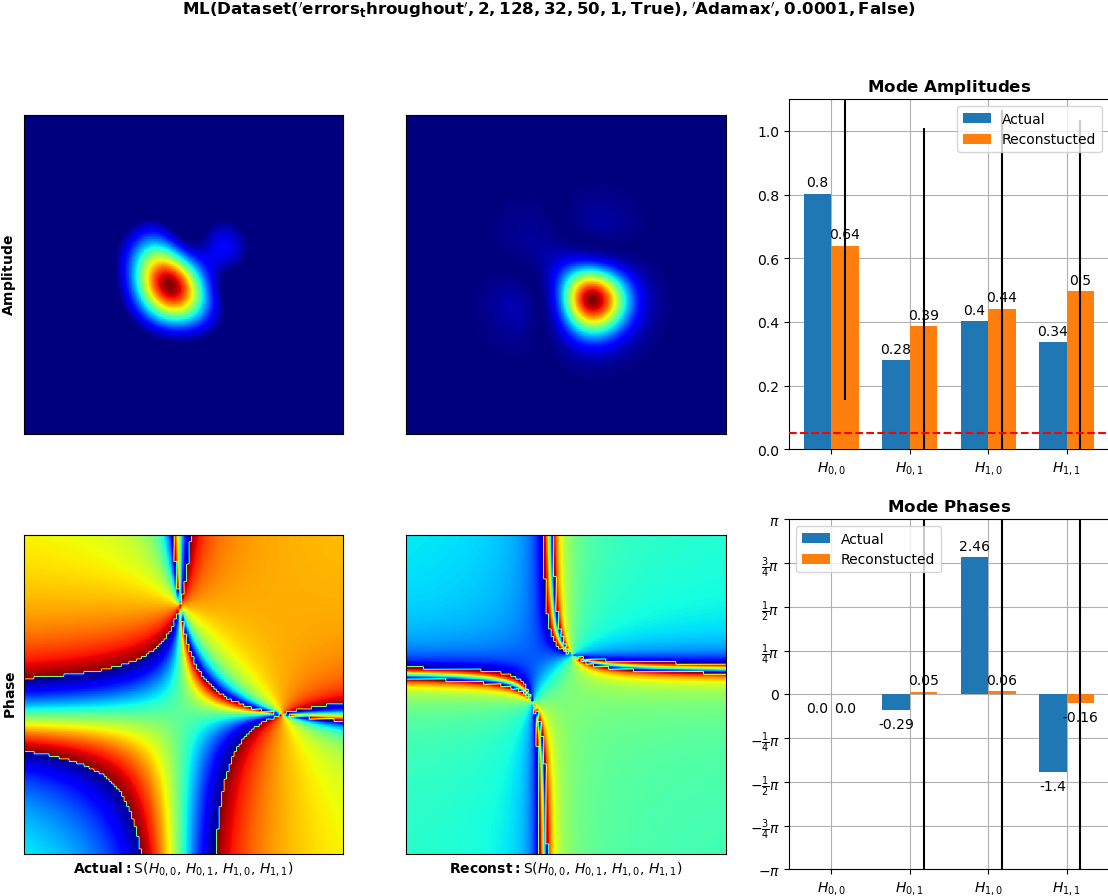 ML(Dataset('errors_throughout', 2, 128, 32, 50, 1, True), 'Adamax', 0.0001, False)
Mode Amplitudes
Amplitude
Actual
Reconstucted
1.0
0.8
0.6
0.4
0.2
0.0
0.8
0.64
0.28
0.39
0.4
0.44
0.34
0.5
H0,0
H0,1
H1,0
H1,1
Mode Phases
Phase
Actual
Reconstucted
π
3/4π
1/2π
1/4π
0
−1/4π
−1/2π
−3/4π
−π
0.0
0.0
-0.29
0.05
2.46
0.06
-1.4
-0.16
H0,0
H0,1
H1,0
H1,1
Actual: S(H0,0, H0,1, H1,0, H1,1)
Reconst: S(H0,0, H0,1, H1,0, H1,1)